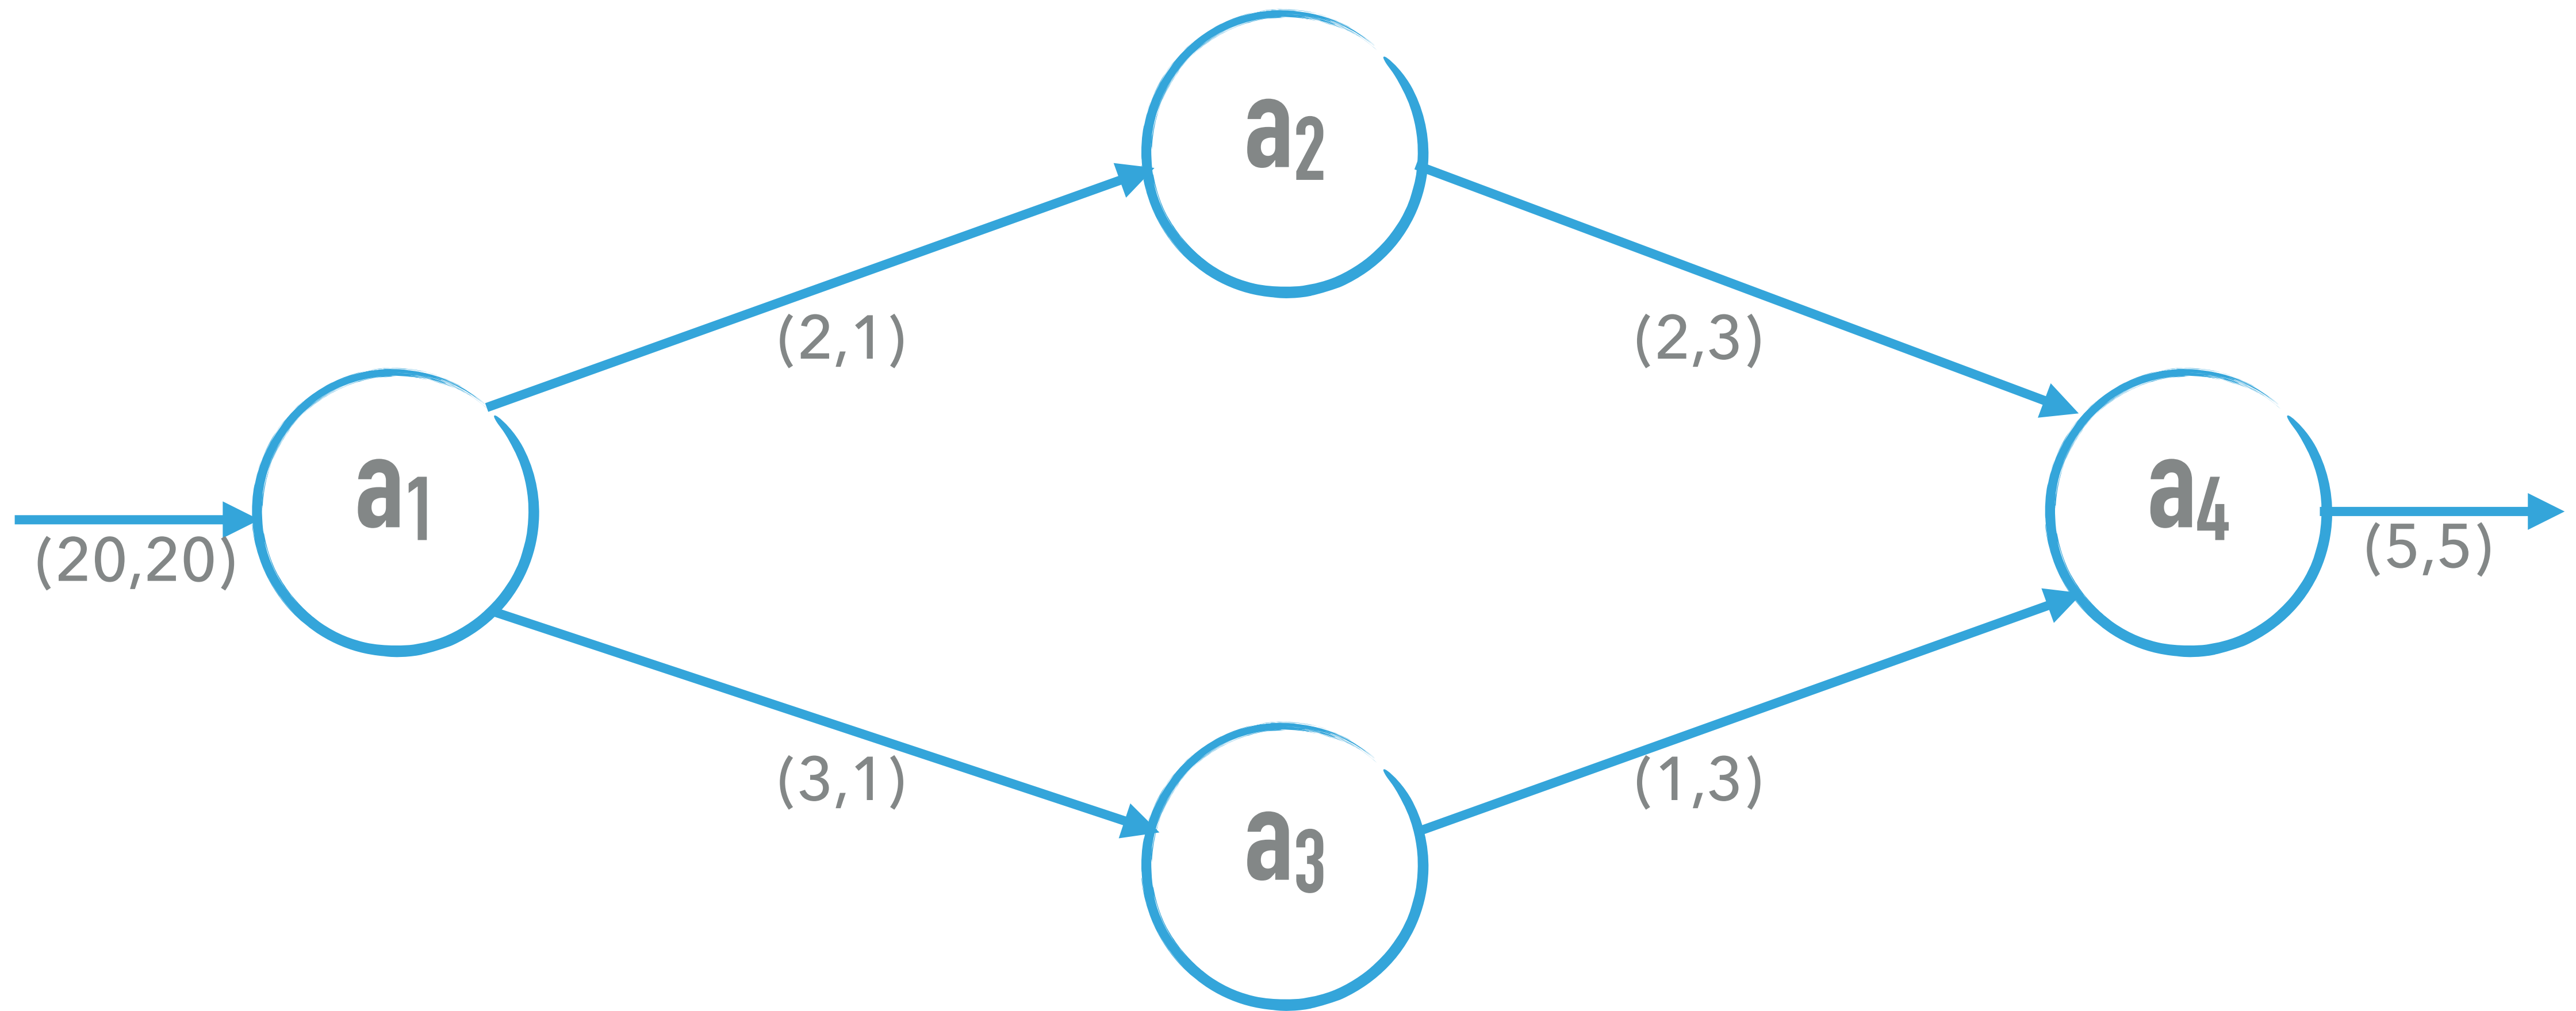 a2
(2,1)
(2,3)
a1
a4
(20,20)
(5,5)
(3,1)
(1,3)
a3